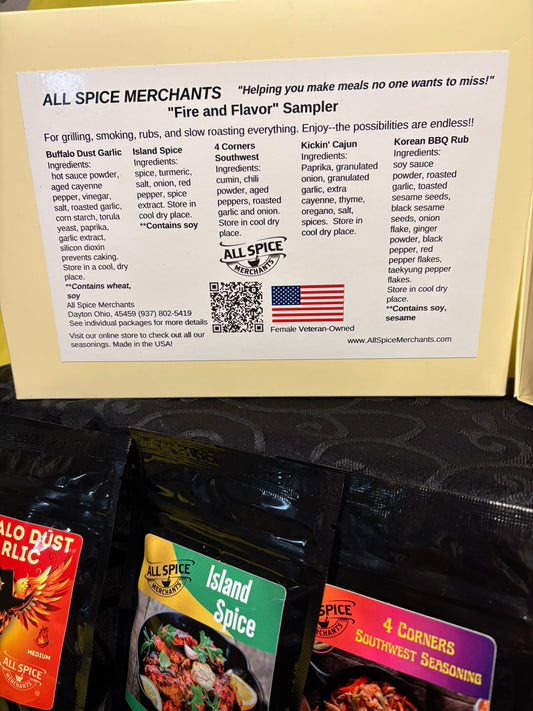 ALL SPICE MERCHANTS "Helping you make meals no one wants to miss!"
"Fire and Flavor" Sampler
For grilling, smoking, rubs, and slow roasting everything. Enjoy--the possibilities are endless!!
Buffalo Dust Garlic
Ingredients:
hot sauce powder,
aged cayenne
pepper, vinegar,
salt, roasted garlic,
corn starch, torula
yeast, paprika,
garlic extract,
silicon dioxin
prevents caking.
Store in a cool, dry
place.
**Contains wheat,
soy
Island Spice
Ingredients:
spice, turmeric,
salt, onion, red
pepper, spice
extract. Store in
cool dry place.
**Contains soy
4 Corners
Southwest
Ingredients:
cumin, chili
powder, aged
peppers, roasted
garlic and onion.
Store in cool dry
place.
Kickin' Cajun
Ingredients:
Paprika, granulated
onion, granulated
garlic, extra
cayenne, thyme,
oregano, salt,
spices. Store in
cool dry place.
Korean BBQ Rub
Ingredients:
soy sauce
powder, roasted
garlic, toasted
sesame seeds,
black sesame
seeds, onion
flake, ginger
powder, black
pepper, red
pepper flakes,
taekyung pepper
flakes.
Store in cool dry
place.
**Contains soy,
sesame
ALL SPICE
MERCHANTS
All Spice Merchants
Dayton Ohio, 45459 (937) 802-5419
See individual packages for more details
Visit our online store to check out all our
seasonings. Made in the USA!
Female Veteran-Owned
www.AllSpiceMerchants.com
ALO DUST
RLIC
MEDIUM
ALL SPICE
MERCHANTS
ALL SPICE
MERCHANTS
Island
Spice
SPICE
MERCHANTS
4 CORNERS
SOUTHWEST SEASONING